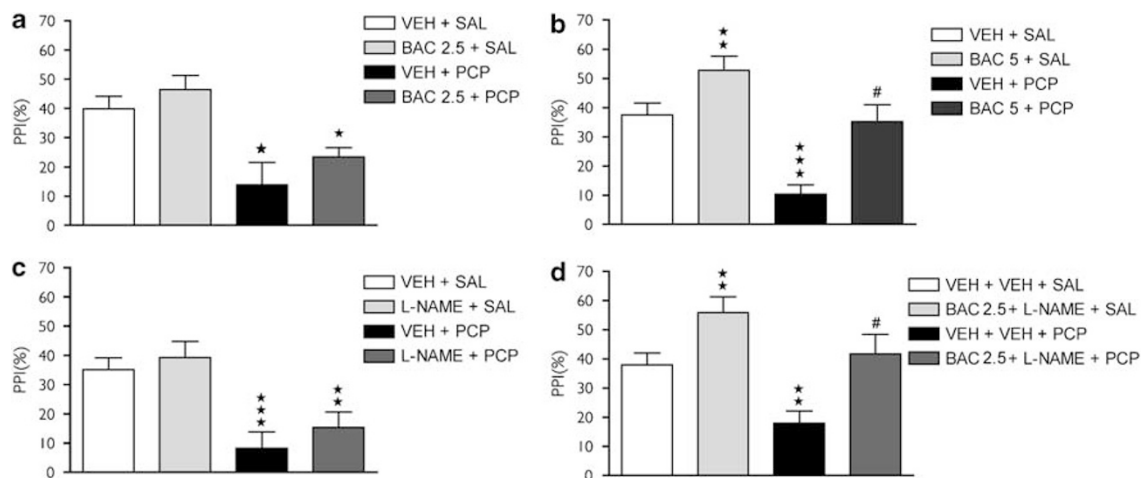 a
70
60
50
40
30
20
10
0
PPI(%)
VEH + SAL
BAC 2.5 + SAL
VEH + PCP
BAC 2.5 + PCP
★
★
b
70
60
50
40
30
20
10
0
PPI(%)
★
★
★
★
★
#
VEH + SAL
BAC 5 + SAL
VEH + PCP
BAC 5 + PCP
c
70
60
50
40
30
20
10
0
PPI(%)
VEH + SAL
L-NAME + SAL
VEH + PCP
L-NAME + PCP
★
★
★
★
★
d
70
60
50
40
30
20
10
0
PPI(%)
★
★
★
★
#
VEH + VEH + SAL
BAC 2.5+ L-NAME + SAL
VEH + VEH + PCP
BAC 2.5+ L-NAME + PCP